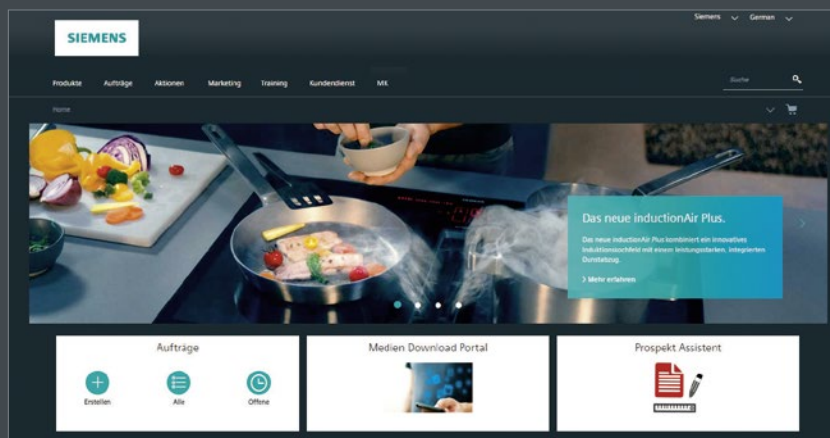 Siemens German
SIEMENS
Produkte Aufträge Aktionen Marketing Training Kundendienst MK
Suche
Home
Das neue inductionAir Plus.
Das neue inductionAir Plus kombiniert ein innovatives
Induktionskochfeld mit einem leistungsstarken, integrierten
Dunstabzug.
> Mehr erfahren
Aufträge
Erstellen Alle Offene
Medien Download Portal
Prospekt Assistent